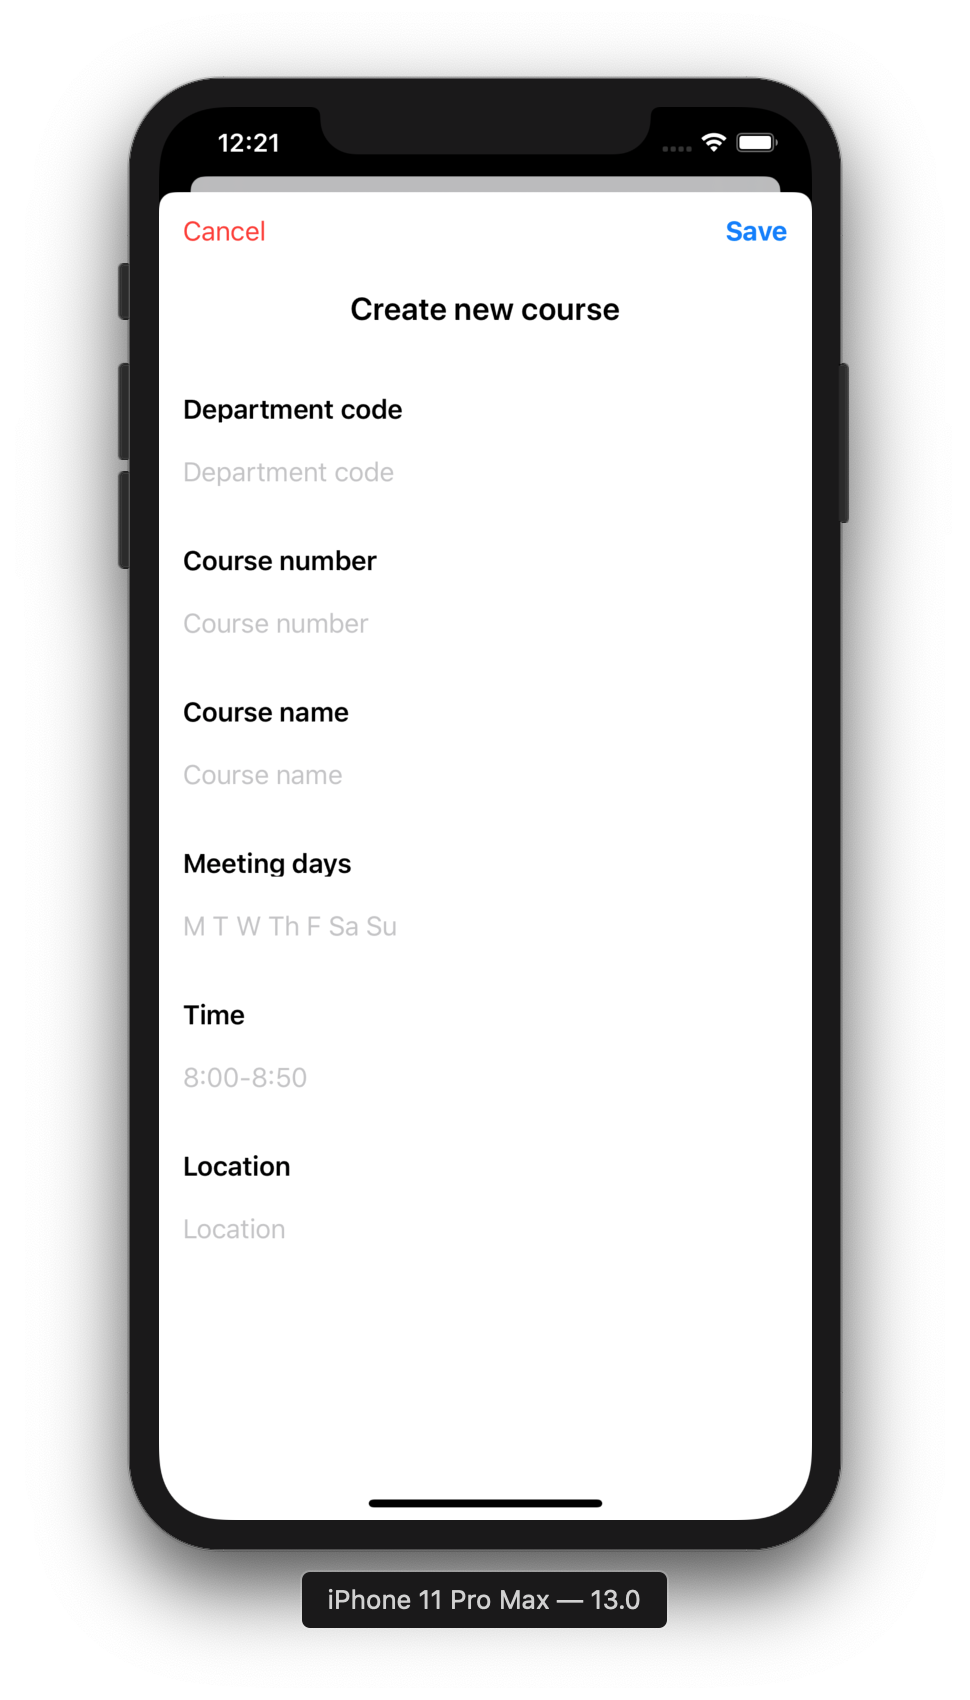 12:21
Cancel
Save
Create new course
Department code
Department code
Course number
Course number
Course name
Course name
Meeting days
M T W Th F Sa Su
Time
8:00-8:50
Location
Location
iPhone 11 Pro Max — 13.0